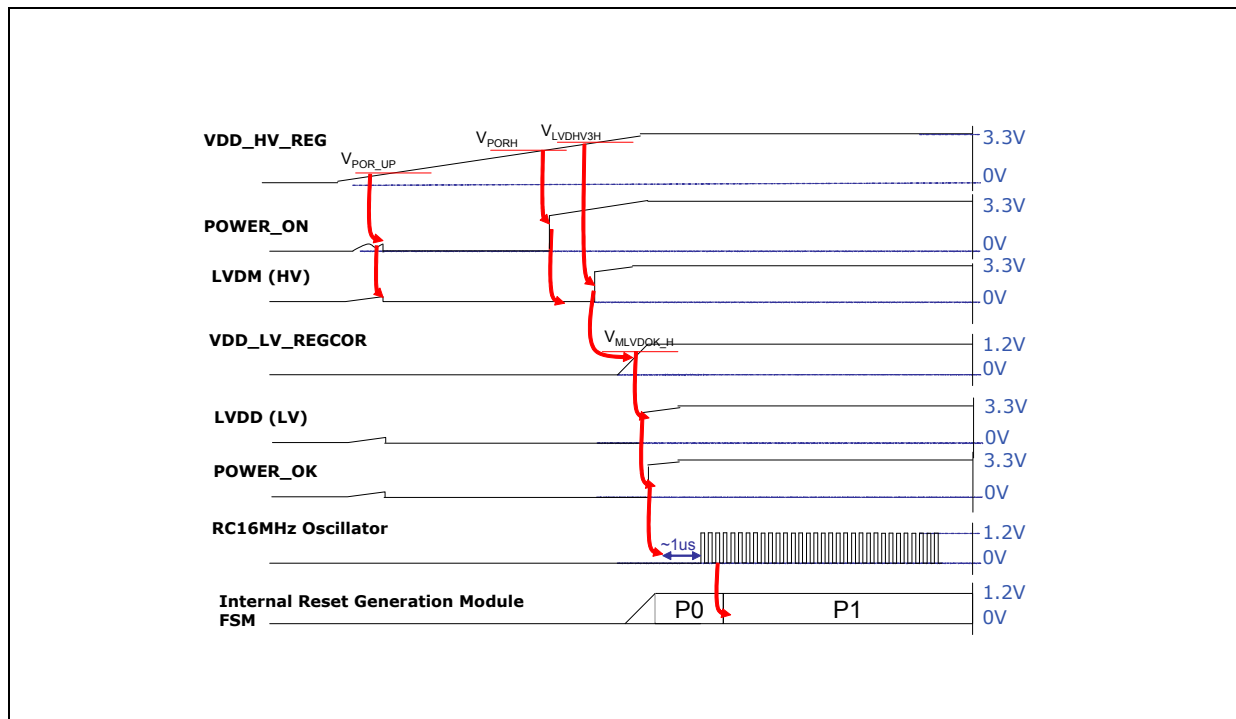 VDD_HV_REG
V_POR_UP
V_PORH
V_LVDHV3H
3.3V
0V
POWER_ON
3.3V
0V
LVDM (HV)
3.3V
0V
VDD_LV_REGCOR
V_MLVDOK_H
1.2V
0V
LVDD (LV)
3.3V
0V
POWER_OK
3.3V
0V
RC16MHz Oscillator
~1us
1.2V
0V
Internal Reset Generation Module
FSM
P0
P1
1.2V
0V